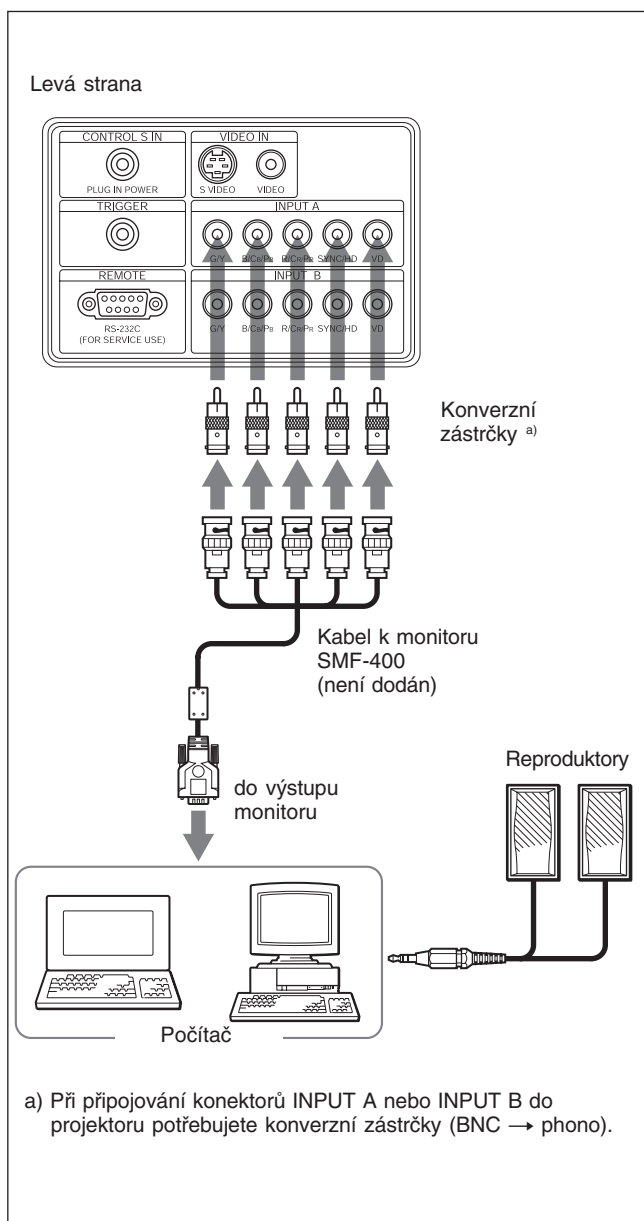 Levá strana
CONTROL S IN
VIDEO IN
PLUG IN POWER
S VIDEO
VIDEO
TRIGGER
INPUT A
G/Y B/CB/PB R/CR/PR SYNC/HD VD
REMOTE
INPUT B
RS-232C
(FOR SERVICE USE)
G/Y B/CB/PB R/CR/PR SYNC/HD VD
Konverzní
zástrčky a)
Kabel k monitoru
SMF-400
(není dodán)
Reproduktory
do výstupu
monitoru
Počítač
a) Při připojování konektorů INPUT A nebo INPUT B do
projektoru potřebujete konverzní zástrčky (BNC → phono).